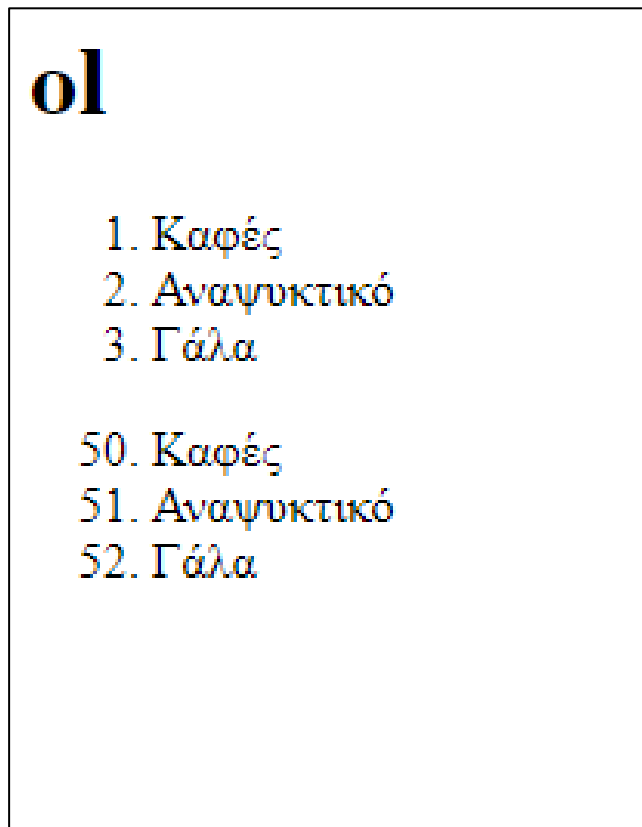 ol
1. Καφές
2. Αναψυκτικό
3. Γάλα
50. Καφές
51. Αναψυκτικό
52. Γάλα